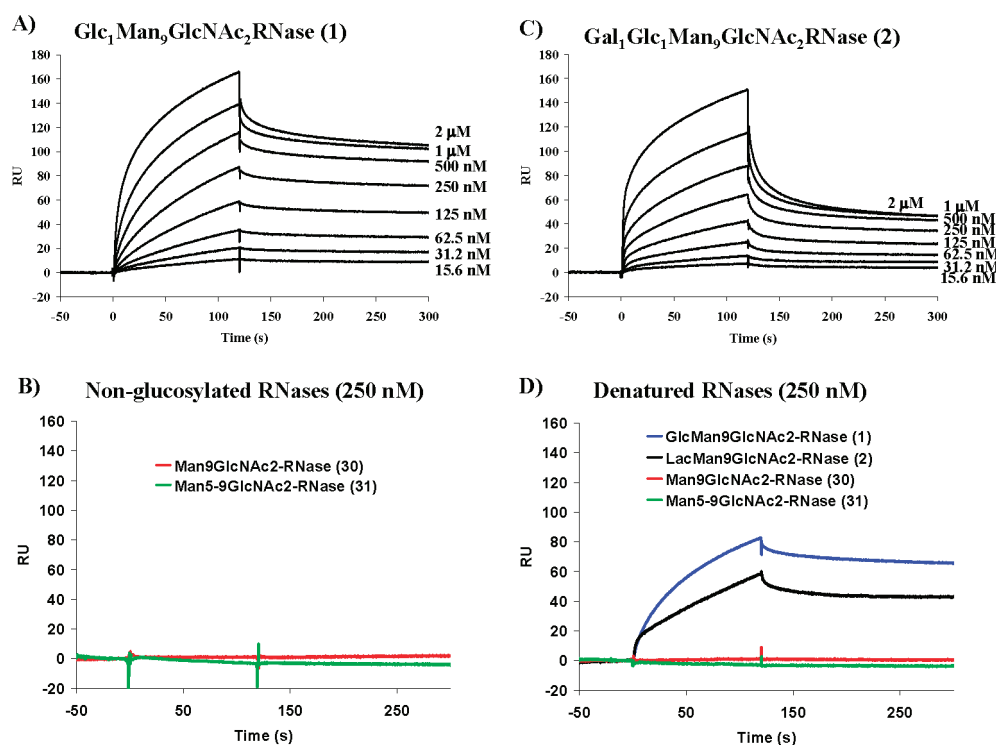 A)
Glc1Man9GlcNAc2RNase (1)
180
160
140
120
100
80
60
40
20
0
-20
RU
-50
0
50
100
150
200
250
300
Time (s)
2 µM
1 µM
500 nM
250 nM
125 nM
62.5 nM
31.2 nM
15.6 nM
C)
Gal1Glc1Man9GlcNAc2RNase (2)
180
160
140
120
100
80
60
40
20
0
-20
RU
-50
0
50
100
150
200
250
300
Time (s)
2 µM
1 µM
500 nM
250 nM
125 nM
62.5 nM
31.2 nM
15.6 nM
B)
Non-glucosylated RNases (250 nM)
160
140
120
100
80
60
40
20
0
-20
RU
-50
50
150
250
Time (s)
Man9GlcNAc2-RNase (30)
Man5-9GlcNAc2-RNase (31)
D)
Denatured RNases (250 nM)
160
140
120
100
80
60
40
20
0
-20
RU
-50
50
150
250
Time (s)
GlcMan9GlcNAc2-RNase (1)
LacMan9GlcNAc2-RNase (2)
Man9GlcNAc2-RNase (30)
Man5-9GlcNAc2-RNase (31)